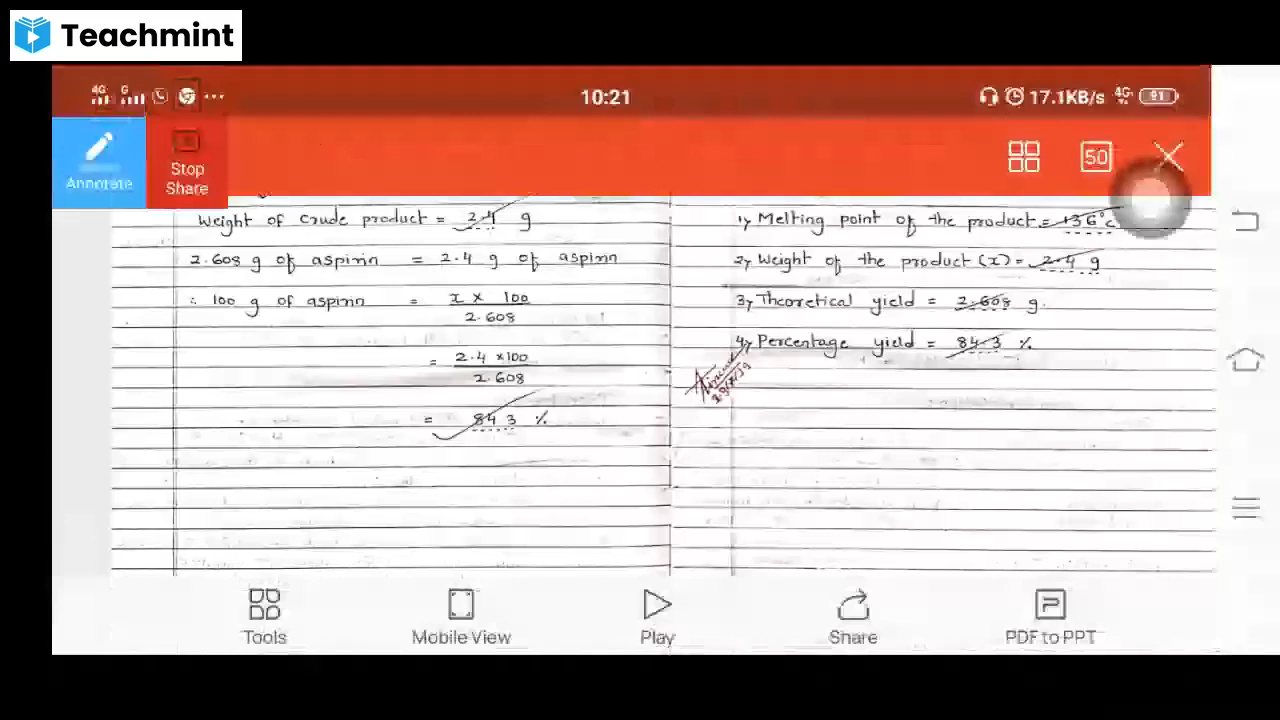 Teachmint
4G G ... 10:21 17.1KB/s 4G 91
Annotate
Stop
Share
50
Weight of crude product = 2.4 g
2.608 g of aspirin = 2.4 g of aspirin
∴ 100 g of aspirin = x × 100
2.608
= 2.4 × 100
2.608
= 84.3 %
1) Melting point of the product = 136°c
2) Weight of the product (x) = 2.4 g
3) Theoretical yield = 2.608 g.
4) Percentage yield = 84.3 %
Tools
Mobile View
Play
Share
PDF to PPT